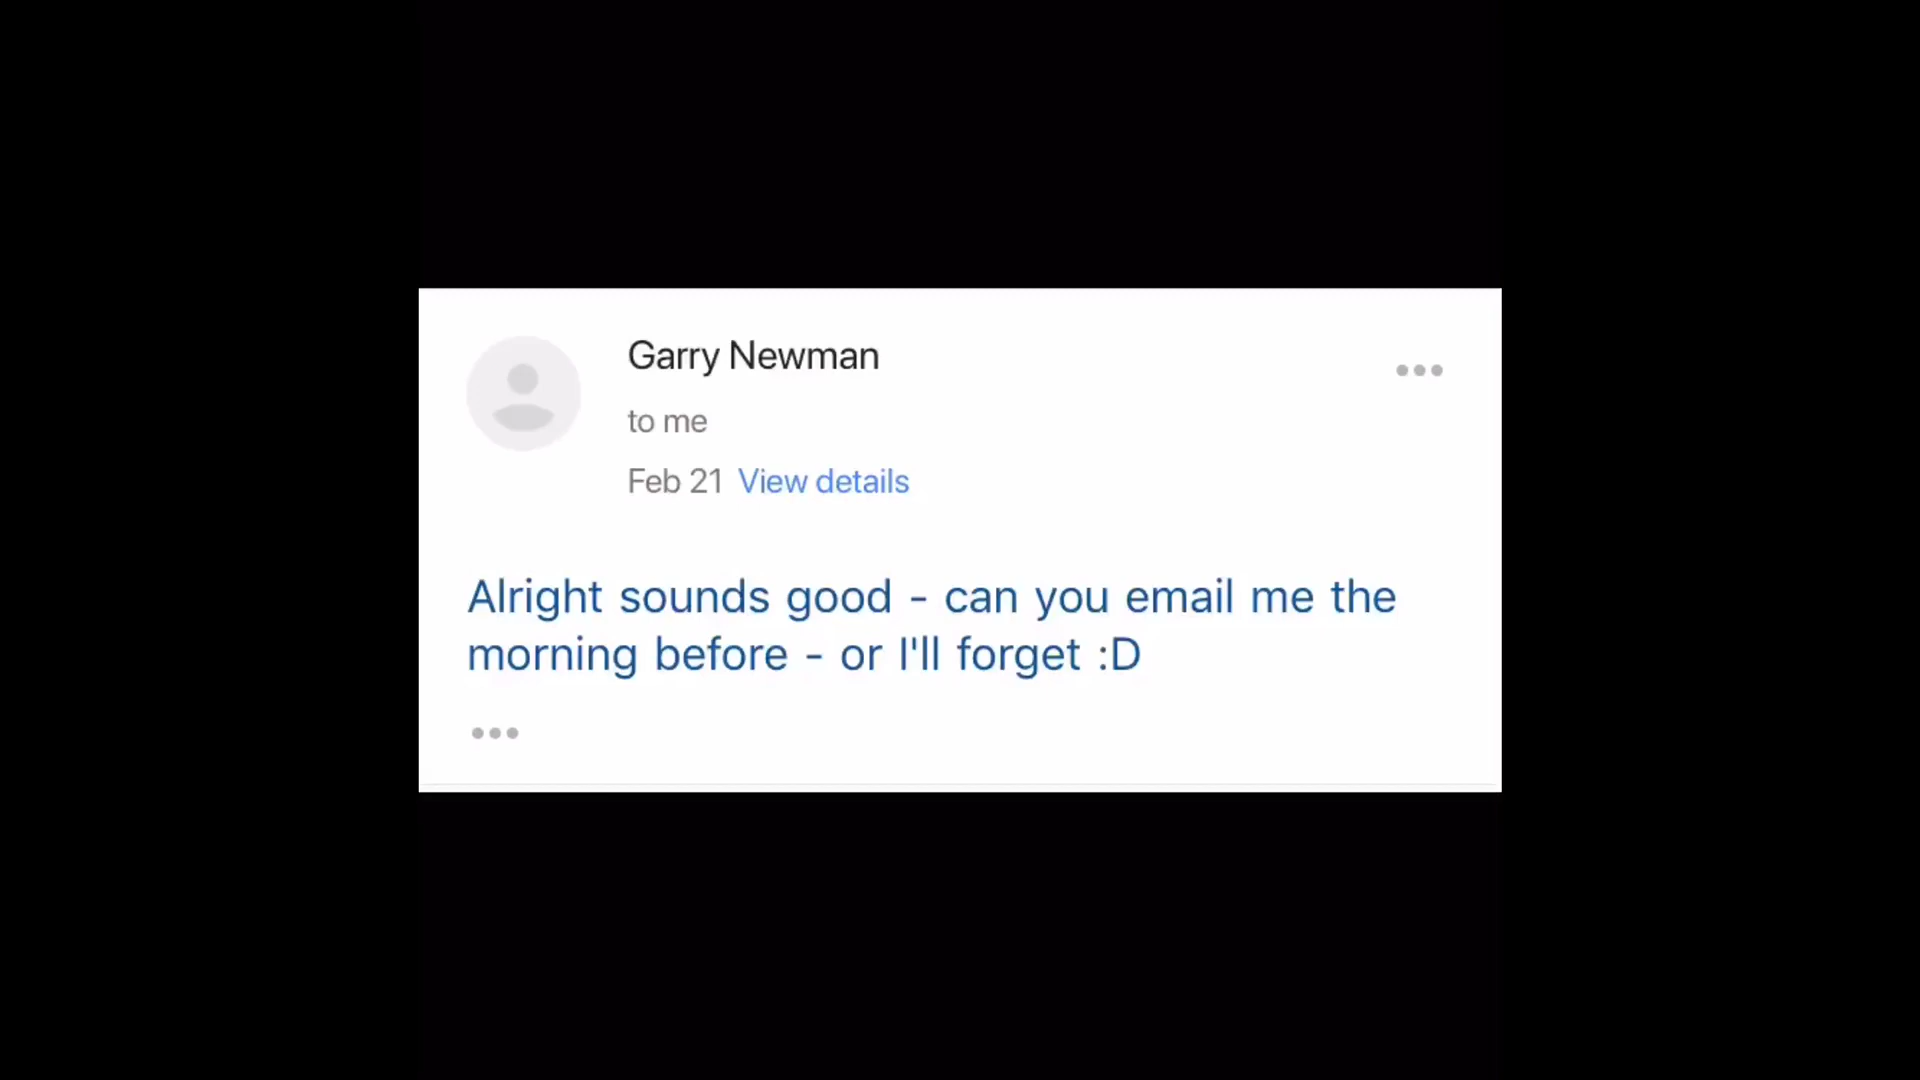 Garry Newman
to me
Feb 21 View details
Alright sounds good - can you email me the
morning before - or I'll forget :D